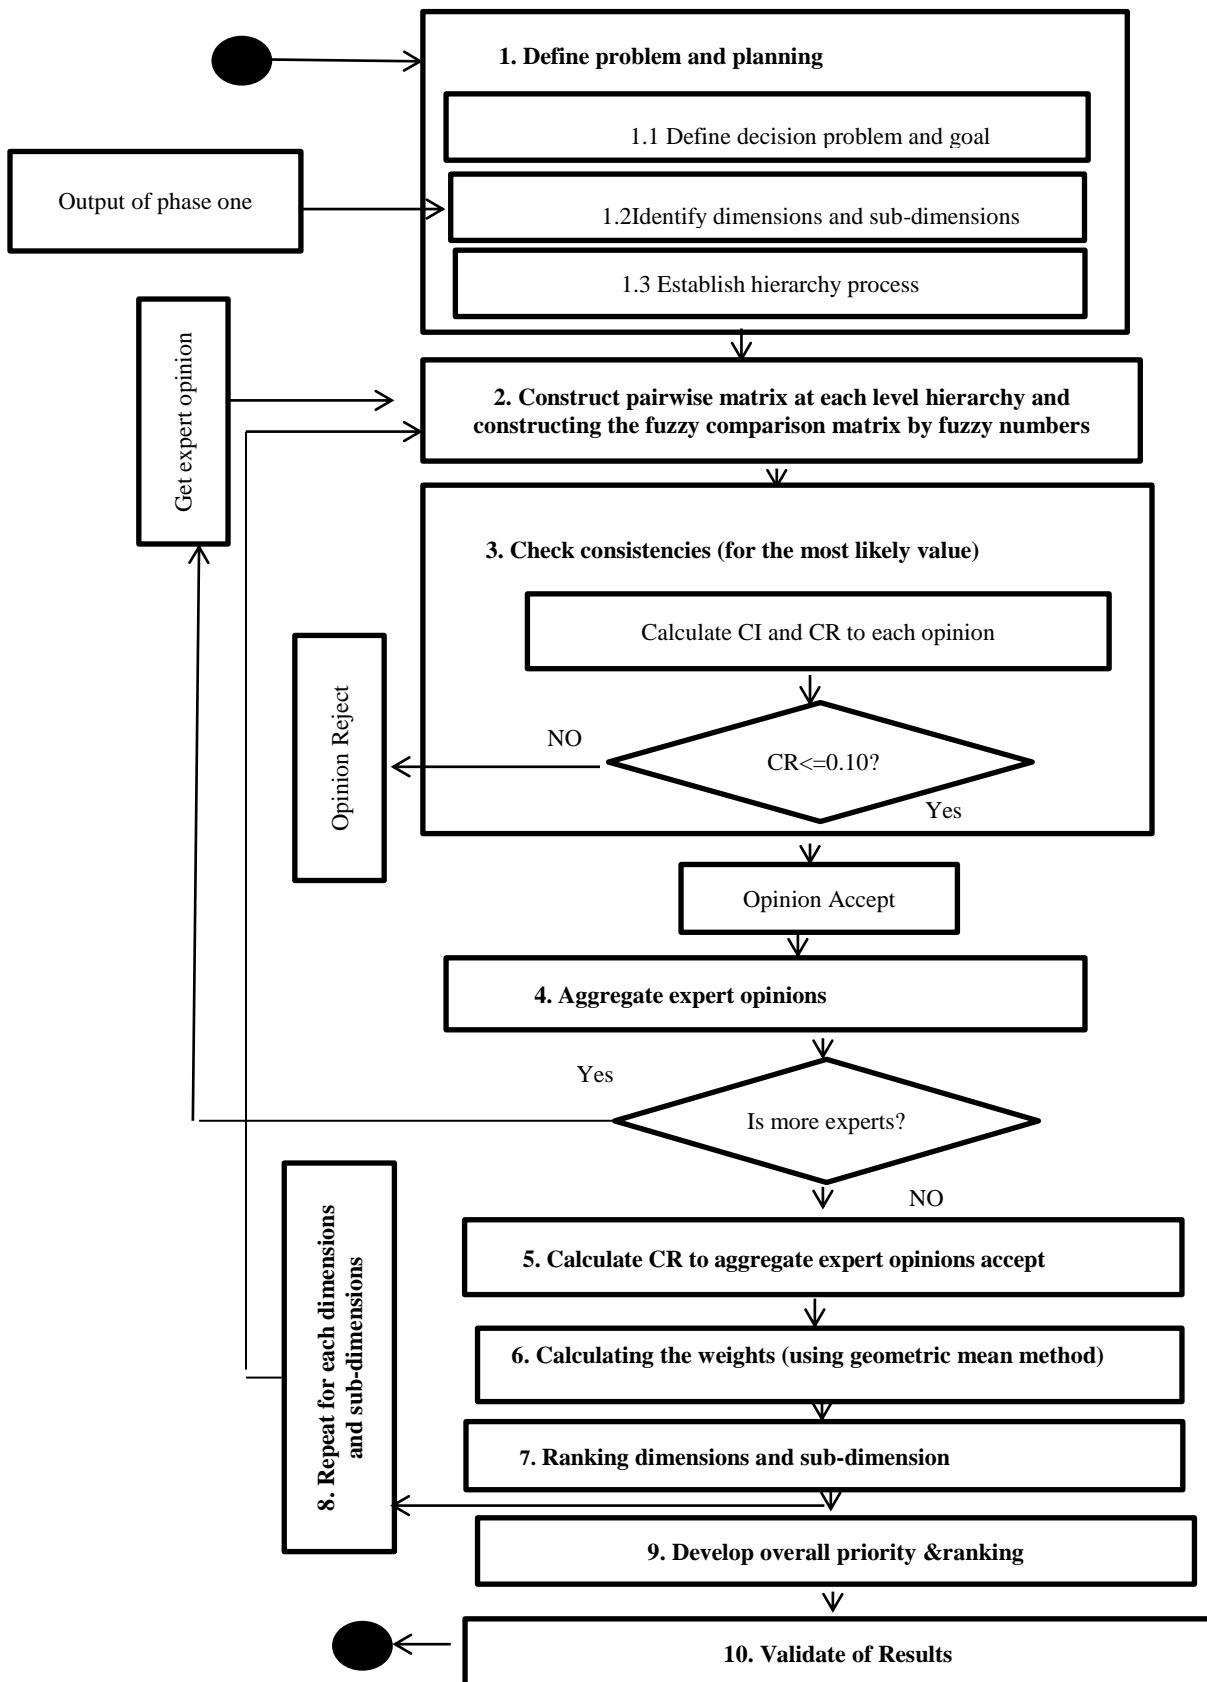 1. Define problem and planning
1.1 Define decision problem and goal
Output of phase one
1.2Identify dimensions and sub-dimensions
1.3 Establish hierarchy process
Get expert opinion
2. Construct pairwise matrix at each level hierarchy and
constructing the fuzzy comparison matrix by fuzzy numbers
3. Check consistencies (for the most likely value)
Calculate CI and CR to each opinion
Opinion Reject
NO
CR<=0.10?
Yes
Opinion Accept
4. Aggregate expert opinions
Yes
Is more experts?
NO
5. Calculate CR to aggregate expert opinions accept
6. Calculating the weights (using geometric mean method)
7. Ranking dimensions and sub-dimension
8. Repeat for each dimensions
and sub-dimensions
9. Develop overall priority &ranking
10. Validate of Results